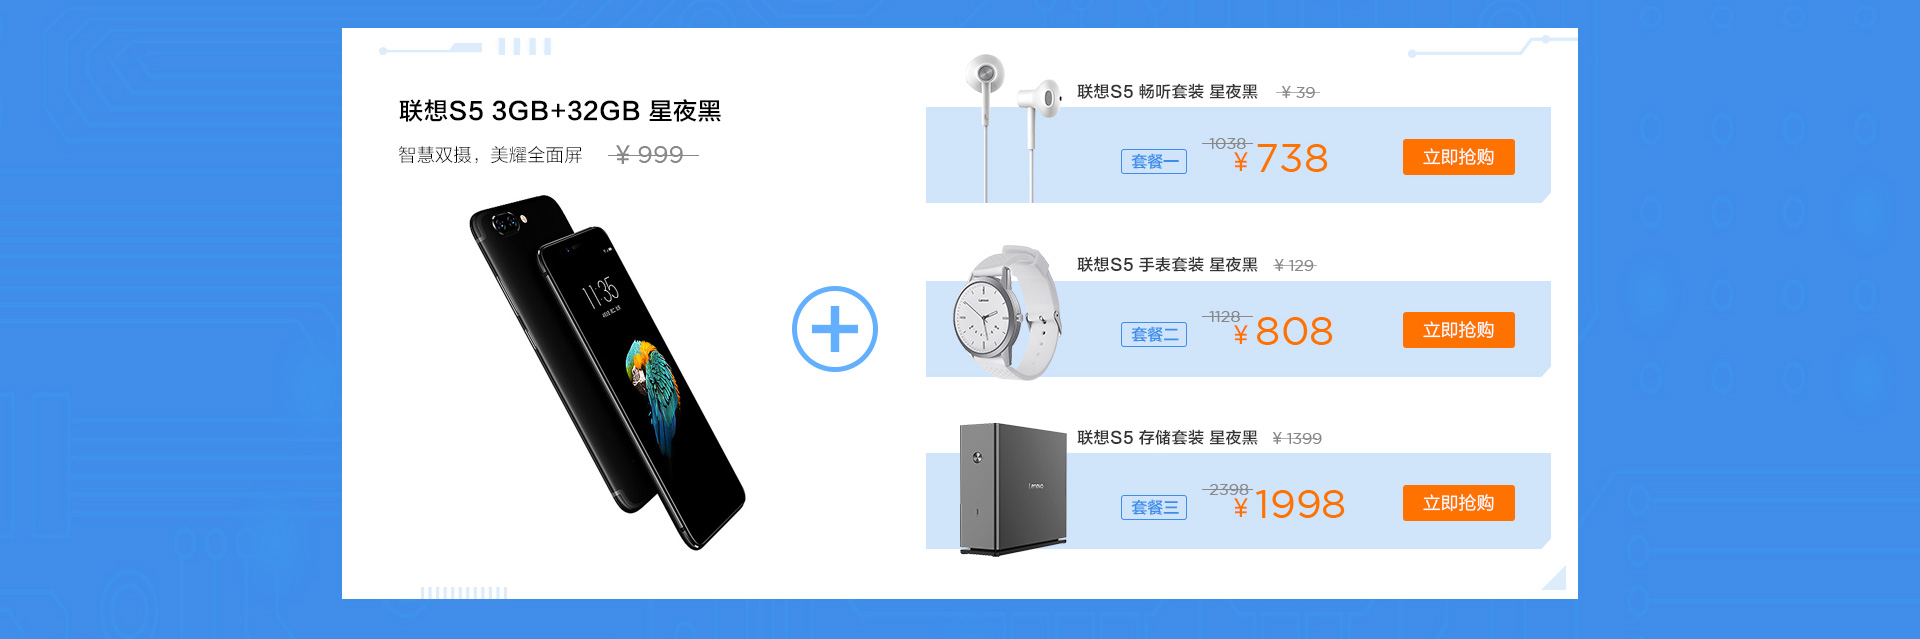 联想S5 3GB+32GB 星夜黑
智慧双摄，美耀全面屏 ¥ 999
11:35
联想S5 畅听套装 星夜黑 ¥ 39
套餐一 1038 ¥ 738 立即抢购
联想S5 手表套装 星夜黑 ¥ 129
Lenovo
套餐二 1128 ¥ 808 立即抢购
联想S5 存储套装 星夜黑 ¥ 1399
Lenovo
套餐三 2398 ¥ 1998 立即抢购